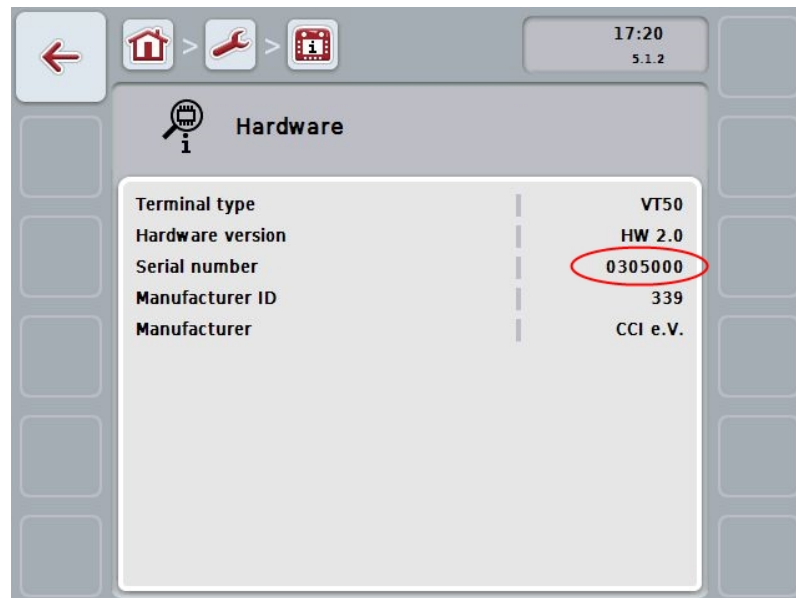 17:20
5.1.2
Hardware
Terminal type VT50
Hardware version HW 2.0
Serial number 0305000
Manufacturer ID 339
Manufacturer CCI e.V.